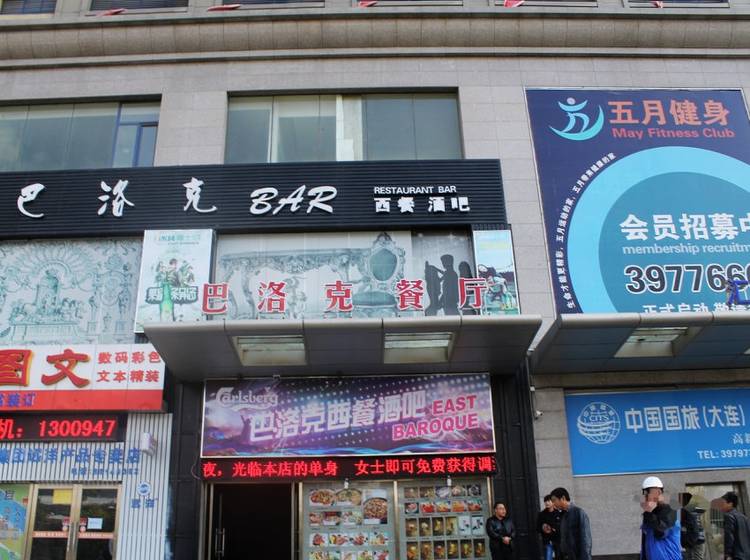 巴洛克 BAR
RESTAURANT BAR
西餐酒吧
五月健身
May Fitness Club
会员招募中
membership recruitm
3977666
巴洛克餐厅
图文
数码彩色
文本精装
装订
机：1300947
Carlsberg
巴洛克西餐酒吧
EAST
BAROQUE
夜，光临本店的单身 女士即可免费获得调
CITS
中国国旅(大连)
TEL:39797